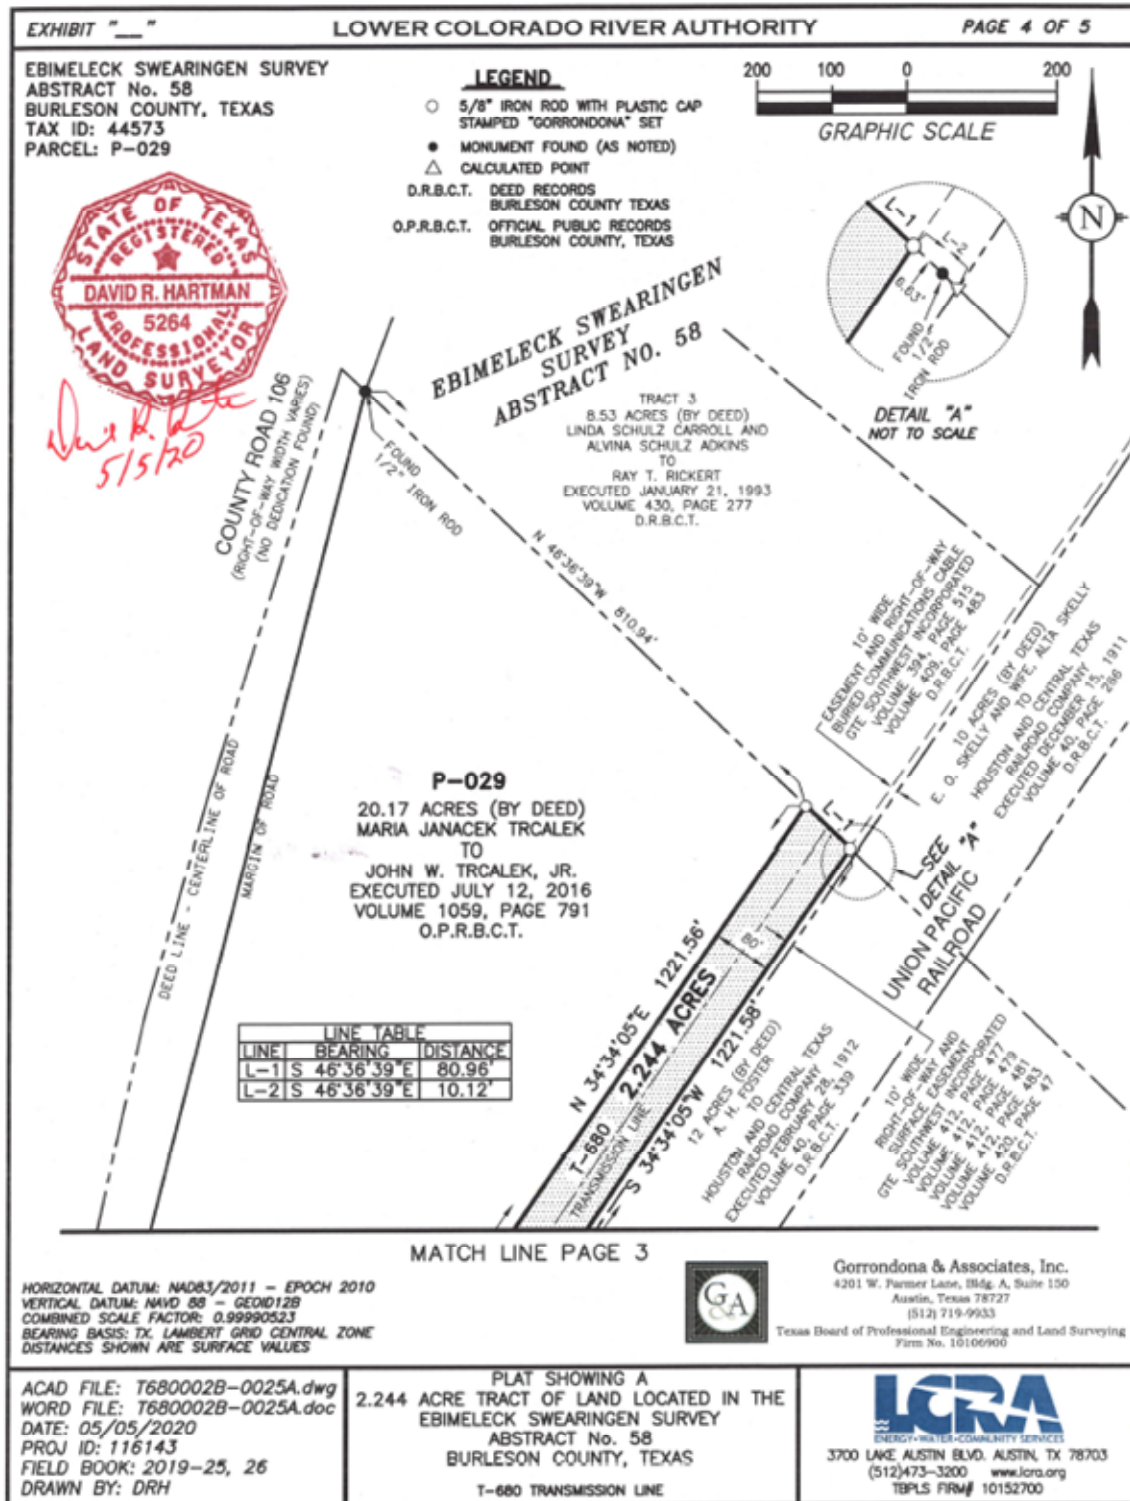 EXHIBIT "__"
LOWER COLORADO RIVER AUTHORITY
PAGE 4 OF 5
EBIMELECK SWEARINGEN SURVEY
ABSTRACT No. 58
BURLESON COUNTY, TEXAS
TAX ID: 44573
PARCEL: P-029
LEGEND
5/8" IRON ROD WITH PLASTIC CAP
STAMPED "GORRONDONA" SET
MONUMENT FOUND (AS NOTED)
CALCULATED POINT
D.R.B.C.T. DEED RECORDS
BURLESON COUNTY TEXAS
O.P.R.B.C.T. OFFICIAL PUBLIC RECORDS
BURLESON COUNTY, TEXAS
200 100 0 200
GRAPHIC SCALE
N
STATE OF TEXAS
REGISTERED
DAVID R. HARTMAN
5264
PROFESSIONAL
LAND SURVEYOR
5/5/20
L-1
L-2
6.63'
FOUND
1/2"
IRON ROD
DETAIL "A"
NOT TO SCALE
EBIMELECK SWEARINGEN
SURVEY
ABSTRACT NO. 58
TRACT 3
8.53 ACRES (BY DEED)
LINDA SCHULZ CARROLL AND
ALVINA SCHULZ ADKINS
TO
RAY T. RICKERT
EXECUTED JANUARY 21, 1993
VOLUME 430, PAGE 277
D.R.B.C.T.
COUNTY ROAD 106
(RIGHT-OF-WAY WIDTH VARIES)
(NO DEDICATION FOUND)
FOUND
1/2" IRON ROD
N 46°36'39"W 810.94'
10' WIDE
EASEMENT AND RIGHT-OF-WAY
BURIED COMMUNICATIONS CABLE
GTE SOUTHWEST INCORPORATED
VOLUME 394, PAGE 515
VOLUME 409, PAGE 483
D.R.B.C.T.
10 ACRES (BY DEED)
E. O. SKELLY AND WIFE, ALTA SKELLY
TO
HOUSTON AND CENTRAL TEXAS
RAILROAD COMPANY
EXECUTED DECEMBER 15, 1911
VOLUME 40, PAGE 286
D.R.B.C.T.
DEED LINE - CENTERLINE OF ROAD
MARGIN OF ROAD
P-029
20.17 ACRES (BY DEED)
MARIA JANACEK TRCALEK
TO
JOHN W. TRCALEK, JR.
EXECUTED JULY 12, 2016
VOLUME 1059, PAGE 791
O.P.R.B.C.T.
SEE
DETAIL "A"
UNION PACIFIC
RAILROAD
80'
N 34°34'05"E 1221.56'
2.244 ACRES
T-680
TRANSMISSION LINE
S 34°34'05"W 1221.58'
12 ACRES (BY DEED)
A. H. FOSTER
TO
HOUSTON AND CENTRAL TEXAS
RAILROAD COMPANY
EXECUTED FEBRUARY 28, 1912
VOLUME 40, PAGE 339
D.R.B.C.T.
10' WIDE
RIGHT-OF-WAY AND
SURFACE EASEMENT
GTE SOUTHWEST INCORPORATED
VOLUME 412, PAGE 477
VOLUME 412, PAGE 479
VOLUME 412, PAGE 481
VOLUME 412, PAGE 483
VOLUME 420, PAGE 47
D.R.B.C.T.
LINE TABLE
LINE BEARING DISTANCE
L-1 S 46°36'39"E 80.96'
L-2 S 46°36'39"E 10.12'
MATCH LINE PAGE 3
HORIZONTAL DATUM: NAD83/2011 - EPOCH 2010
VERTICAL DATUM: NAVD 88 - GEOID12B
COMBINED SCALE FACTOR: 0.99990523
BEARING BASIS: TX. LAMBERT GRID CENTRAL ZONE
DISTANCES SHOWN ARE SURFACE VALUES
G&A
Gorrondona & Associates, Inc.
4201 W. Parmer Lane, Bldg. A, Suite 150
Austin, Texas 78727
(512) 719-9933
Texas Board of Professional Engineering and Land Surveying
Firm No. 10106900
ACAD FILE: T680002B-0025A.dwg
WORD FILE: T680002B-0025A.doc
DATE: 05/05/2020
PROJ ID: 116143
FIELD BOOK: 2019-25, 26
DRAWN BY: DRH
PLAT SHOWING A
2.244 ACRE TRACT OF LAND LOCATED IN THE
EBIMELECK SWEARINGEN SURVEY
ABSTRACT No. 58
BURLESON COUNTY, TEXAS
T-680 TRANSMISSION LINE
LCRA
ENERGY•WATER•COMMUNITY SERVICES
3700 LAKE AUSTIN BLVD. AUSTIN, TX 78703
(512)473-3200 www.lcra.org
TBPLS FIRM# 10152700